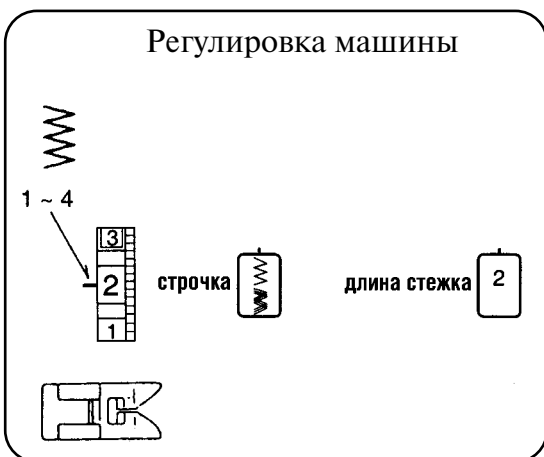 Регулировка машины
1 ~ 4
3
2
1
строчка
длина стежка
2